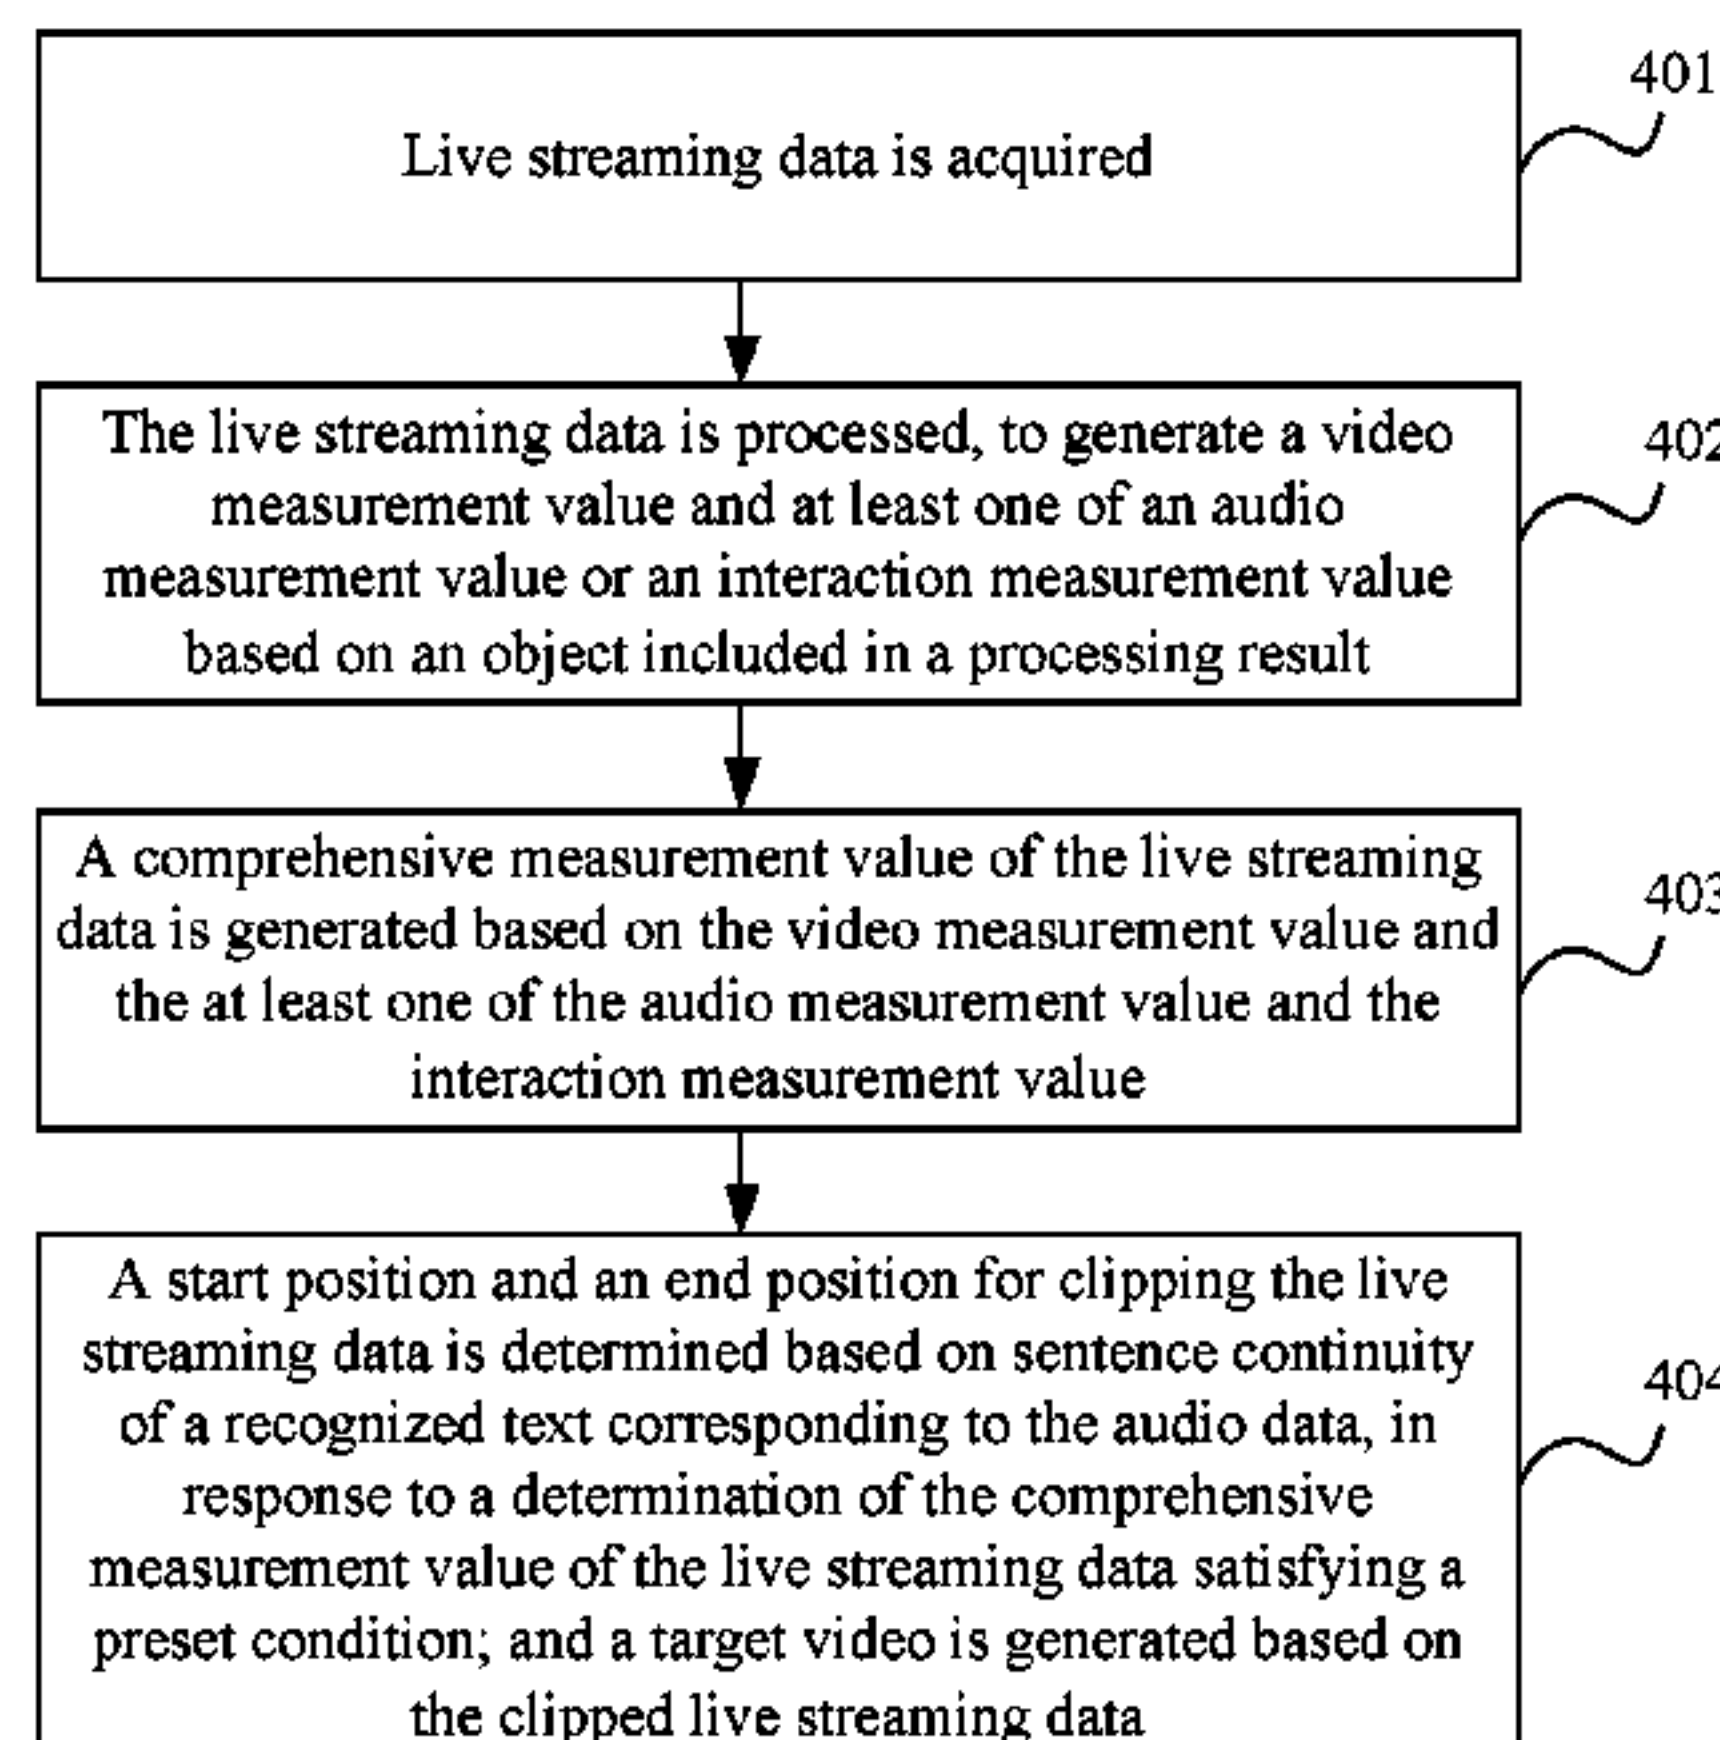 401
Live streaming data is acquired
402
The live streaming data is processed, to generate a video
measurement value and at least one of an audio
measurement value or an interaction measurement value
based on an object included in a processing result
403
A comprehensive measurement value of the live streaming
data is generated based on the video measurement value and
the at least one of the audio measurement value and the
interaction measurement value
404
A start position and an end position for clipping the live
streaming data is determined based on sentence continuity
of a recognized text corresponding to the audio data, in
response to a determination of the comprehensive
measurement value of the live streaming data satisfying a
preset condition; and a target video is generated based on
the clipped live streaming data